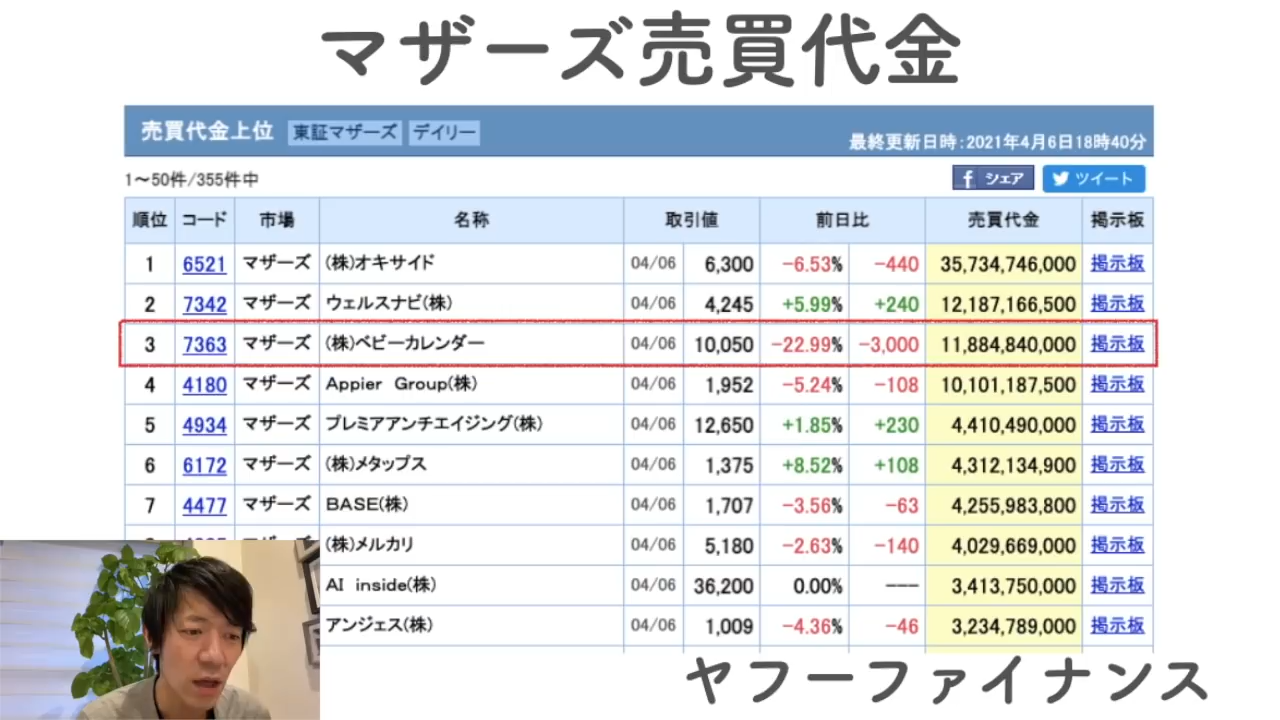 マザーズ売買代金
売買代金上位 東証マザーズ デイリー 最終更新日時:2021年4月6日18時40分
1〜50件/355件中 f シェア ツイート
順位 コード 市場 名称 取引値 前日比 売買代金 掲示板
1 6521 マザーズ (株)オキサイド 04/06 6,300 -6.53% -440 35,734,746,000 掲示板
2 7342 マザーズ ウェルスナビ(株) 04/06 4,245 +5.99% +240 12,187,166,500 掲示板
3 7363 マザーズ (株)ベビーカレンダー 04/06 10,050 -22.99% -3,000 11,884,840,000 掲示板
4 4180 マザーズ Appier Group(株) 04/06 1,952 -5.24% -108 10,101,187,500 掲示板
5 4934 マザーズ プレミアアンチエイジング(株) 04/06 12,650 +1.85% +230 4,410,490,000 掲示板
6 6172 マザーズ (株)メタップス 04/06 1,375 +8.52% +108 4,312,134,900 掲示板
7 4477 マザーズ BASE(株) 04/06 1,707 -3.56% -63 4,255,983,800 掲示板
(株)メルカリ 04/06 5,180 -2.63% -140 4,029,669,000 掲示板
AI inside(株) 04/06 36,200 0.00% --- 3,413,750,000 掲示板
アンジェス(株) 04/06 1,009 -4.36% -46 3,234,789,000 掲示板
ヤフーファイナンス